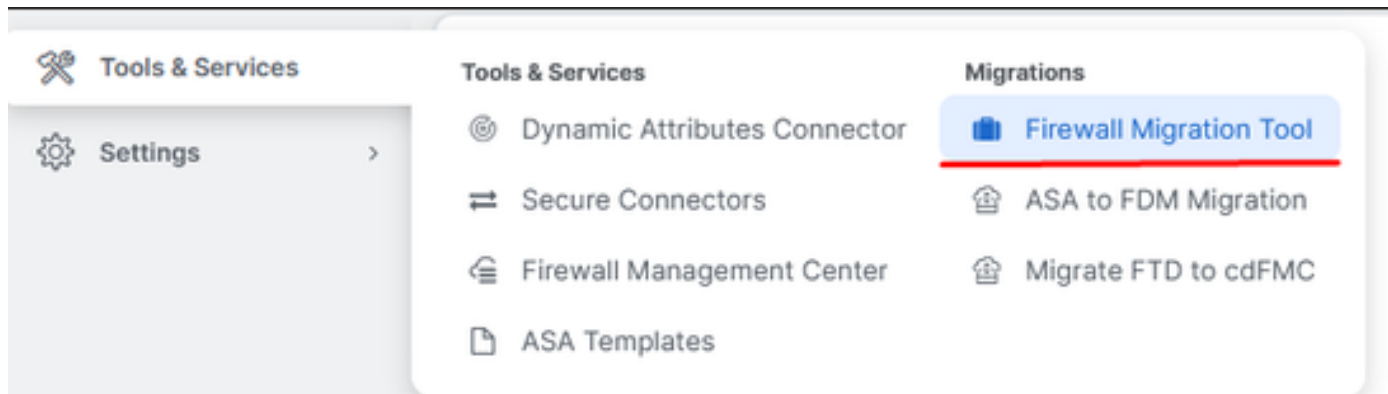 Tools & Services
Settings
Tools & Services
Dynamic Attributes Connector
Secure Connectors
Firewall Management Center
ASA Templates
Migrations
Firewall Migration Tool
ASA to FDM Migration
Migrate FTD to cdFMC